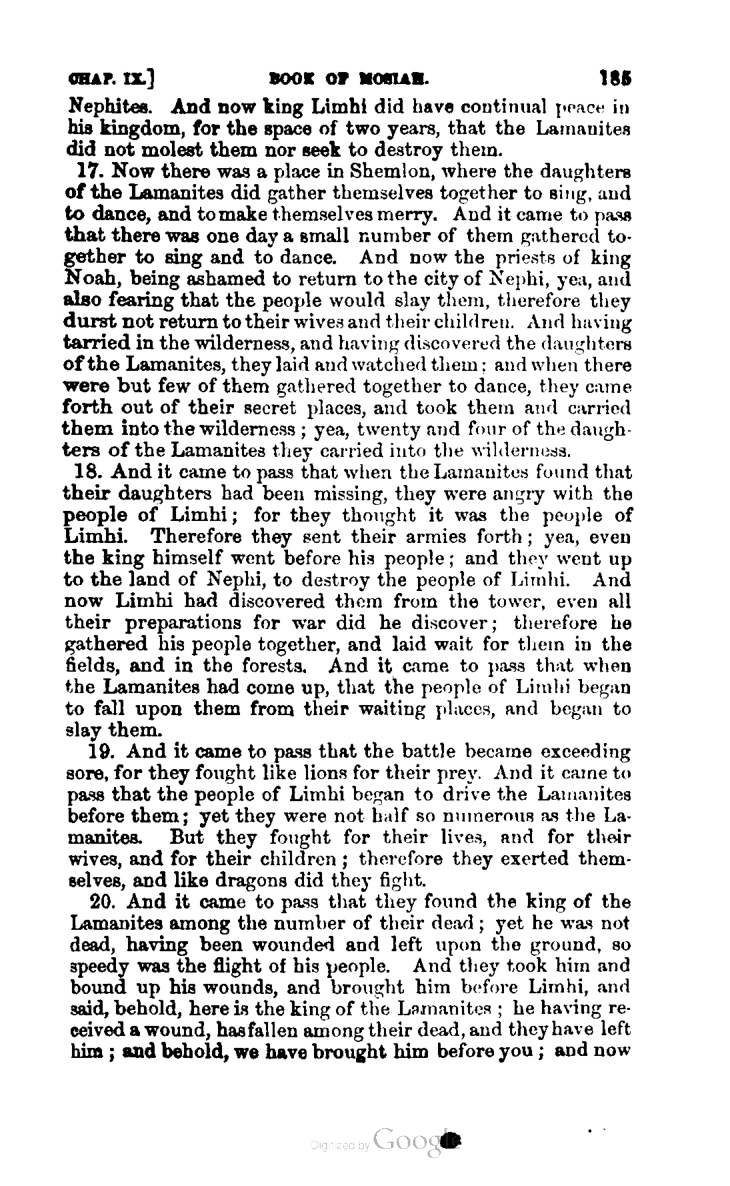 CHAP. IX.] BOOK OF MOSIAH. 185
Nephites. And now king Limhi did have continual peace in
his kingdom, for the space of two years, that the Lamanites
did not molest them nor seek to destroy them.
17. Now there was a place in Shemlon, where the daughters
of the Lamanites did gather themselves together to sing, and
to dance, and to make themselves merry. And it came to pass
that there was one day a small number of them gathered to-
gether to sing and to dance. And now the priests of king
Noah, being ashamed to return to the city of Nephi, yea, and
also fearing that the people would slay them, therefore they
durst not return to their wives and their children. And having
tarried in the wilderness, and having discovered the daughters
of the Lamanites, they laid and watched them; and when there
were but few of them gathered together to dance, they came
forth out of their secret places, and took them and carried
them into the wilderness; yea, twenty and four of the daugh-
ters of the Lamanites they carried into the wilderness.
18. And it came to pass that when the Lamanites found that
their daughters had been missing, they were angry with the
people of Limhi; for they thought it was the people of
Limhi. Therefore they sent their armies forth; yea, even
the king himself went before his people; and they went up
to the land of Nephi, to destroy the people of Limhi. And
now Limhi had discovered them from the tower, even all
their preparations for war did he discover; therefore he
gathered his people together, and laid wait for them in the
fields, and in the forests. And it came to pass that when
the Lamanites had come up, that the people of Limhi began
to fall upon them from their waiting places, and began to
slay them.
19. And it came to pass that the battle became exceeding
sore, for they fought like lions for their prey. And it came to
pass that the people of Limhi began to drive the Lamanites
before them; yet they were not half so numerous as the La-
manites. But they fought for their lives, and for their
wives, and for their children; therefore they exerted them-
selves, and like dragons did they fight.
20. And it came to pass that they found the king of the
Lamanites among the number of their dead; yet he was not
dead, having been wounded and left upon the ground, so
speedy was the flight of his people. And they took him and
bound up his wounds, and brought him before Limhi, and
said, behold, here is the king of the Lamanites; he having re-
ceived a wound, has fallen among their dead, and they have left
him; and behold, we have brought him before you; and now
Digitized by Google